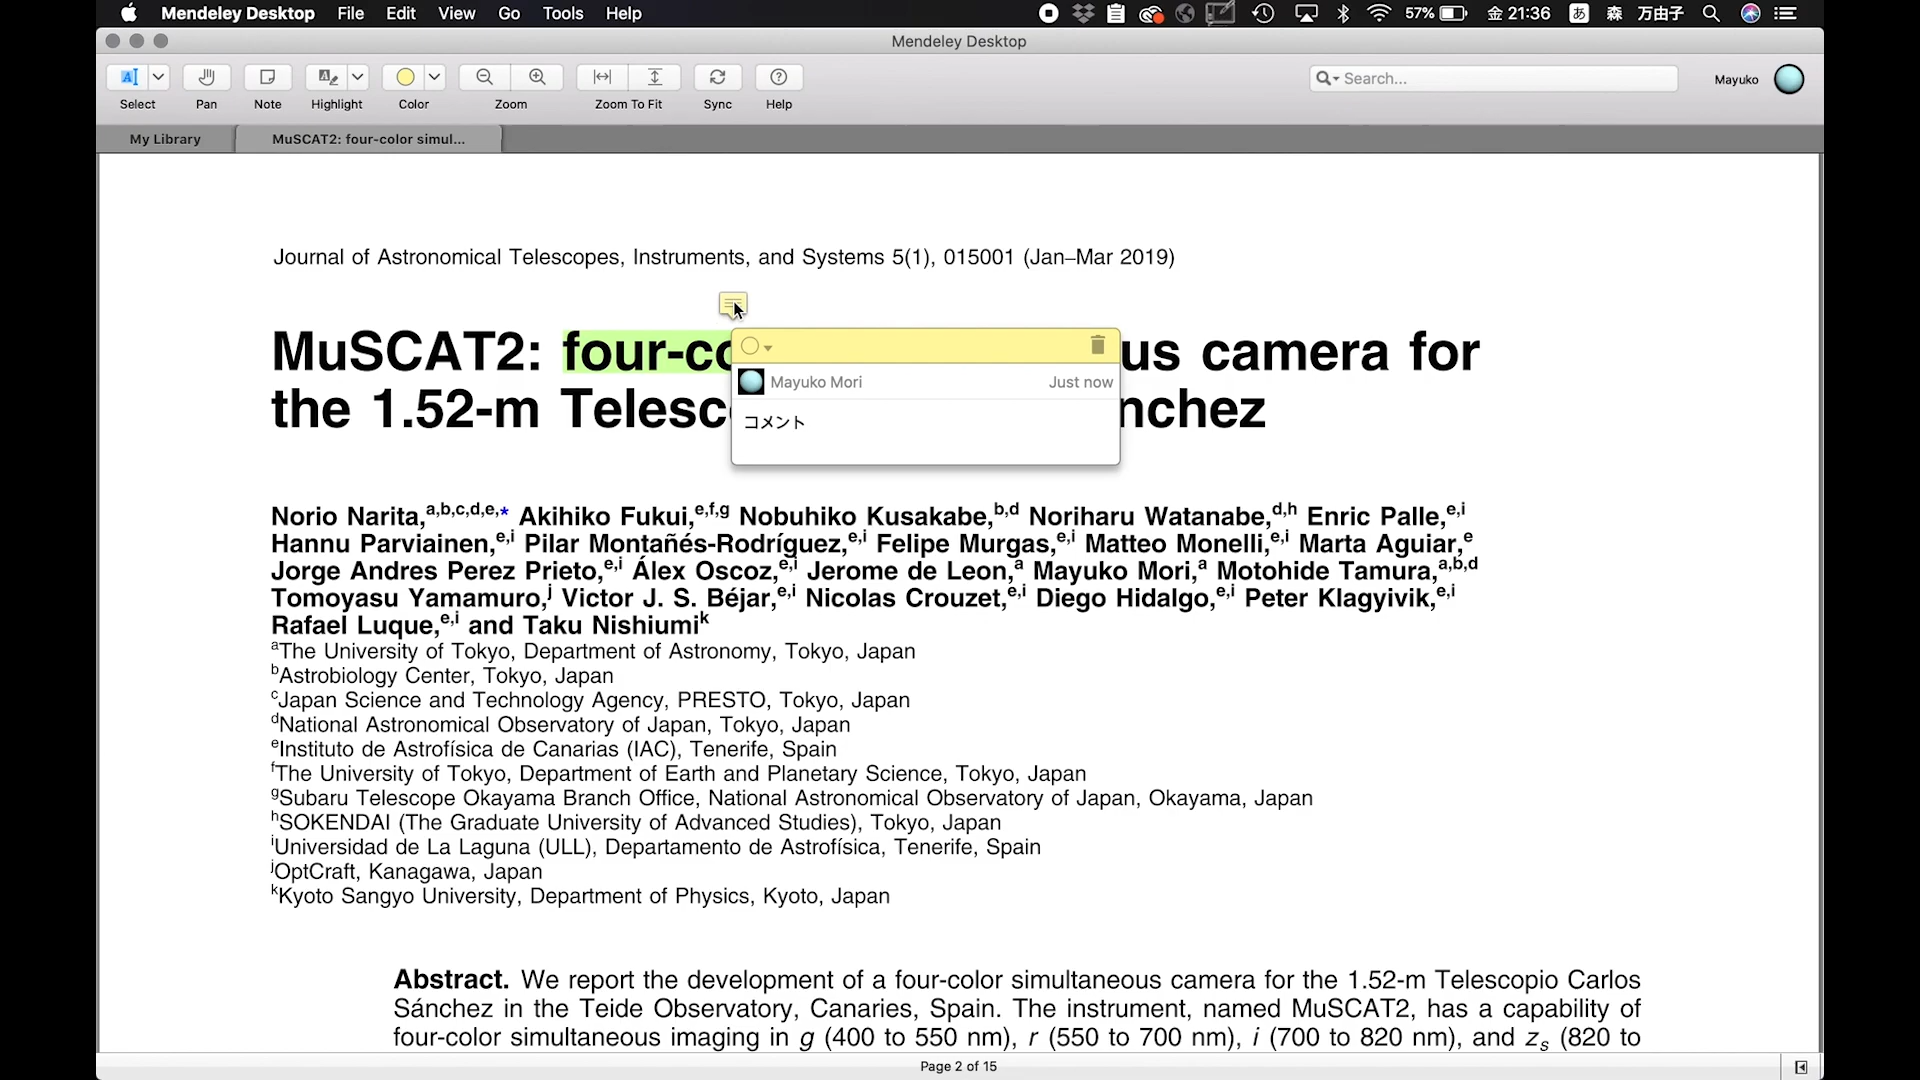 Mendeley Desktop File Edit View Go Tools Help 57% 金 21:36 あ 森 万由子
Mendeley Desktop
Select Pan Note Highlight Color Zoom Zoom To Fit Sync Help
Search...
Mayuko
My Library
MuSCAT2: four-color simul...
Journal of Astronomical Telescopes, Instruments, and Systems 5(1), 015001 (Jan–Mar 2019)
MuSCAT2: four-co us camera for
the 1.52-m Telesc nchez
Mayuko Mori Just now
コメント
Norio Narita,a,b,c,d,e,* Akihiko Fukui,e,f,g Nobuhiko Kusakabe,b,d Noriharu Watanabe,d,h Enric Palle,e,i
Hannu Parviainen,e,i Pilar Montañés-Rodríguez,e,i Felipe Murgas,e,i Matteo Monelli,e,i Marta Aguiar,e
Jorge Andres Perez Prieto,e,i Álex Oscoz,e,i Jerome de Leon,a Mayuko Mori,a Motohide Tamura,a,b,d
Tomoyasu Yamamuro,j Victor J. S. Béjar,e,i Nicolas Crouzet,e,i Diego Hidalgo,e,i Peter Klagyivik,e,i
Rafael Luque,e,i and Taku Nishiumik
aThe University of Tokyo, Department of Astronomy, Tokyo, Japan
bAstrobiology Center, Tokyo, Japan
cJapan Science and Technology Agency, PRESTO, Tokyo, Japan
dNational Astronomical Observatory of Japan, Tokyo, Japan
eInstituto de Astrofísica de Canarias (IAC), Tenerife, Spain
fThe University of Tokyo, Department of Earth and Planetary Science, Tokyo, Japan
gSubaru Telescope Okayama Branch Office, National Astronomical Observatory of Japan, Okayama, Japan
hSOKENDAI (The Graduate University of Advanced Studies), Tokyo, Japan
iUniversidad de La Laguna (ULL), Departamento de Astrofísica, Tenerife, Spain
jOptCraft, Kanagawa, Japan
kKyoto Sangyo University, Department of Physics, Kyoto, Japan
Abstract. We report the development of a four-color simultaneous camera for the 1.52-m Telescopio Carlos
Sánchez in the Teide Observatory, Canaries, Spain. The instrument, named MuSCAT2, has a capability of
four-color simultaneous imaging in g (400 to 550 nm), r (550 to 700 nm), i (700 to 820 nm), and zs (820 to
Page 2 of 15